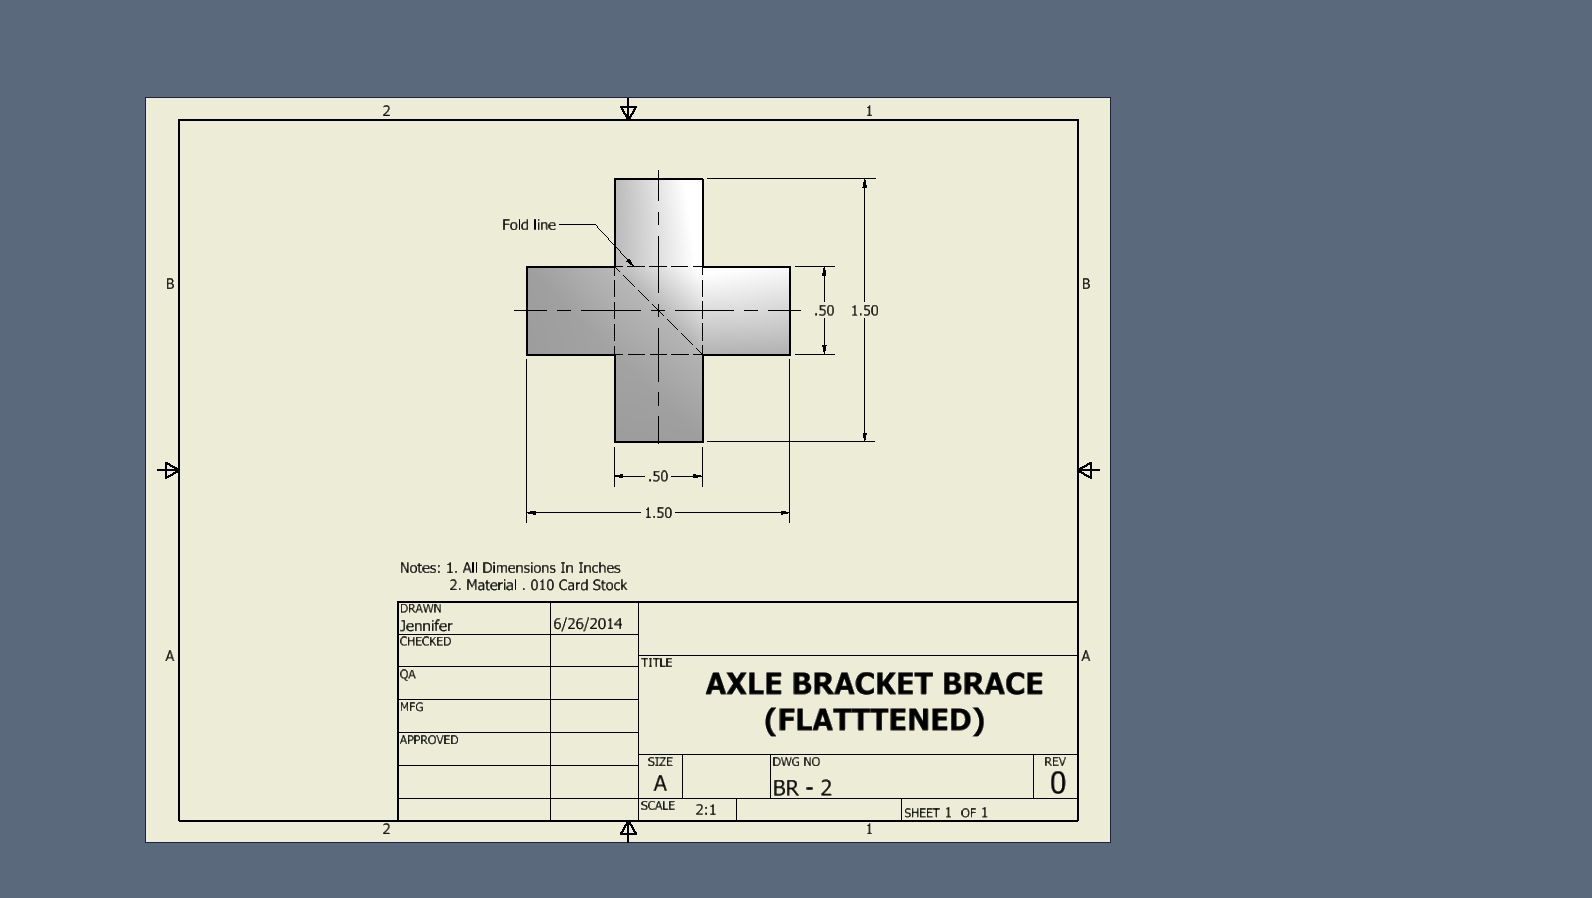 2
1
Fold line
B
B
.50
1.50
.50
1.50
Notes: 1. All Dimensions In Inches
2. Material . 010 Card Stock
DRAWN
Jennifer
6/26/2014
CHECKED
TITLE
A
A
QA
AXLE BRACKET BRACE
(FLATTTENED)
MFG
APPROVED
SIZE
A
DWG NO
BR - 2
REV
0
SCALE
2:1
SHEET 1 OF 1
2
1